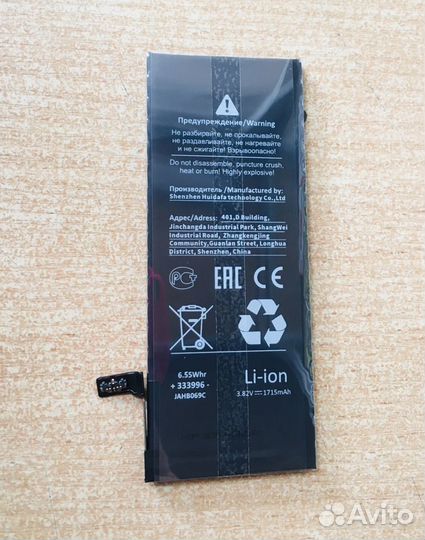 Предупреждение/Warning
Не разбирайте, не прокалывайте,
не раздавливайте, не нагревайте
и не сжигайте! Взрывоопасно!
Do not disassemble, puncture crush,
heat or burn! Highly explosive!
Производитель /Manufactured by:
Shenzhen Huidafa technology Co.,Ltd
Адрес/Adress: 401,D Building,
Jinchangda Industrial Park, ShangWei
Industrial Road, Zhangkengjing
Community,Guanlan Street, Longhua
District, Shenzhen, China
РСТ EAC CE
6.55Whr
+ 333996 -
JAHB069C
Li-ion
3.82V 1715mAh
Avito